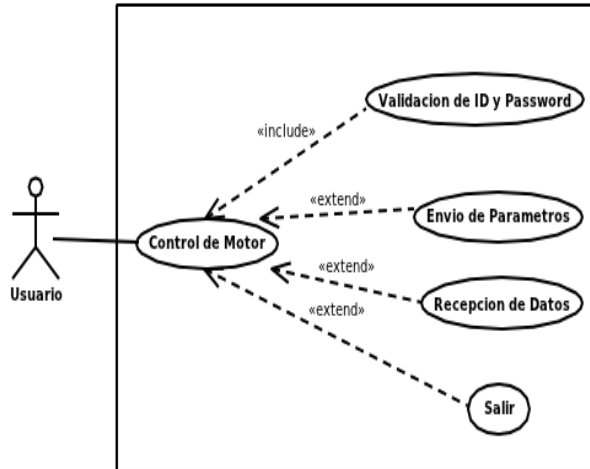 Validacion de ID y Password
«include»
«extend»
Envio de Parametros
Control de Motor
Usuario
«extend»
Recepcion de Datos
«extend»
Salir